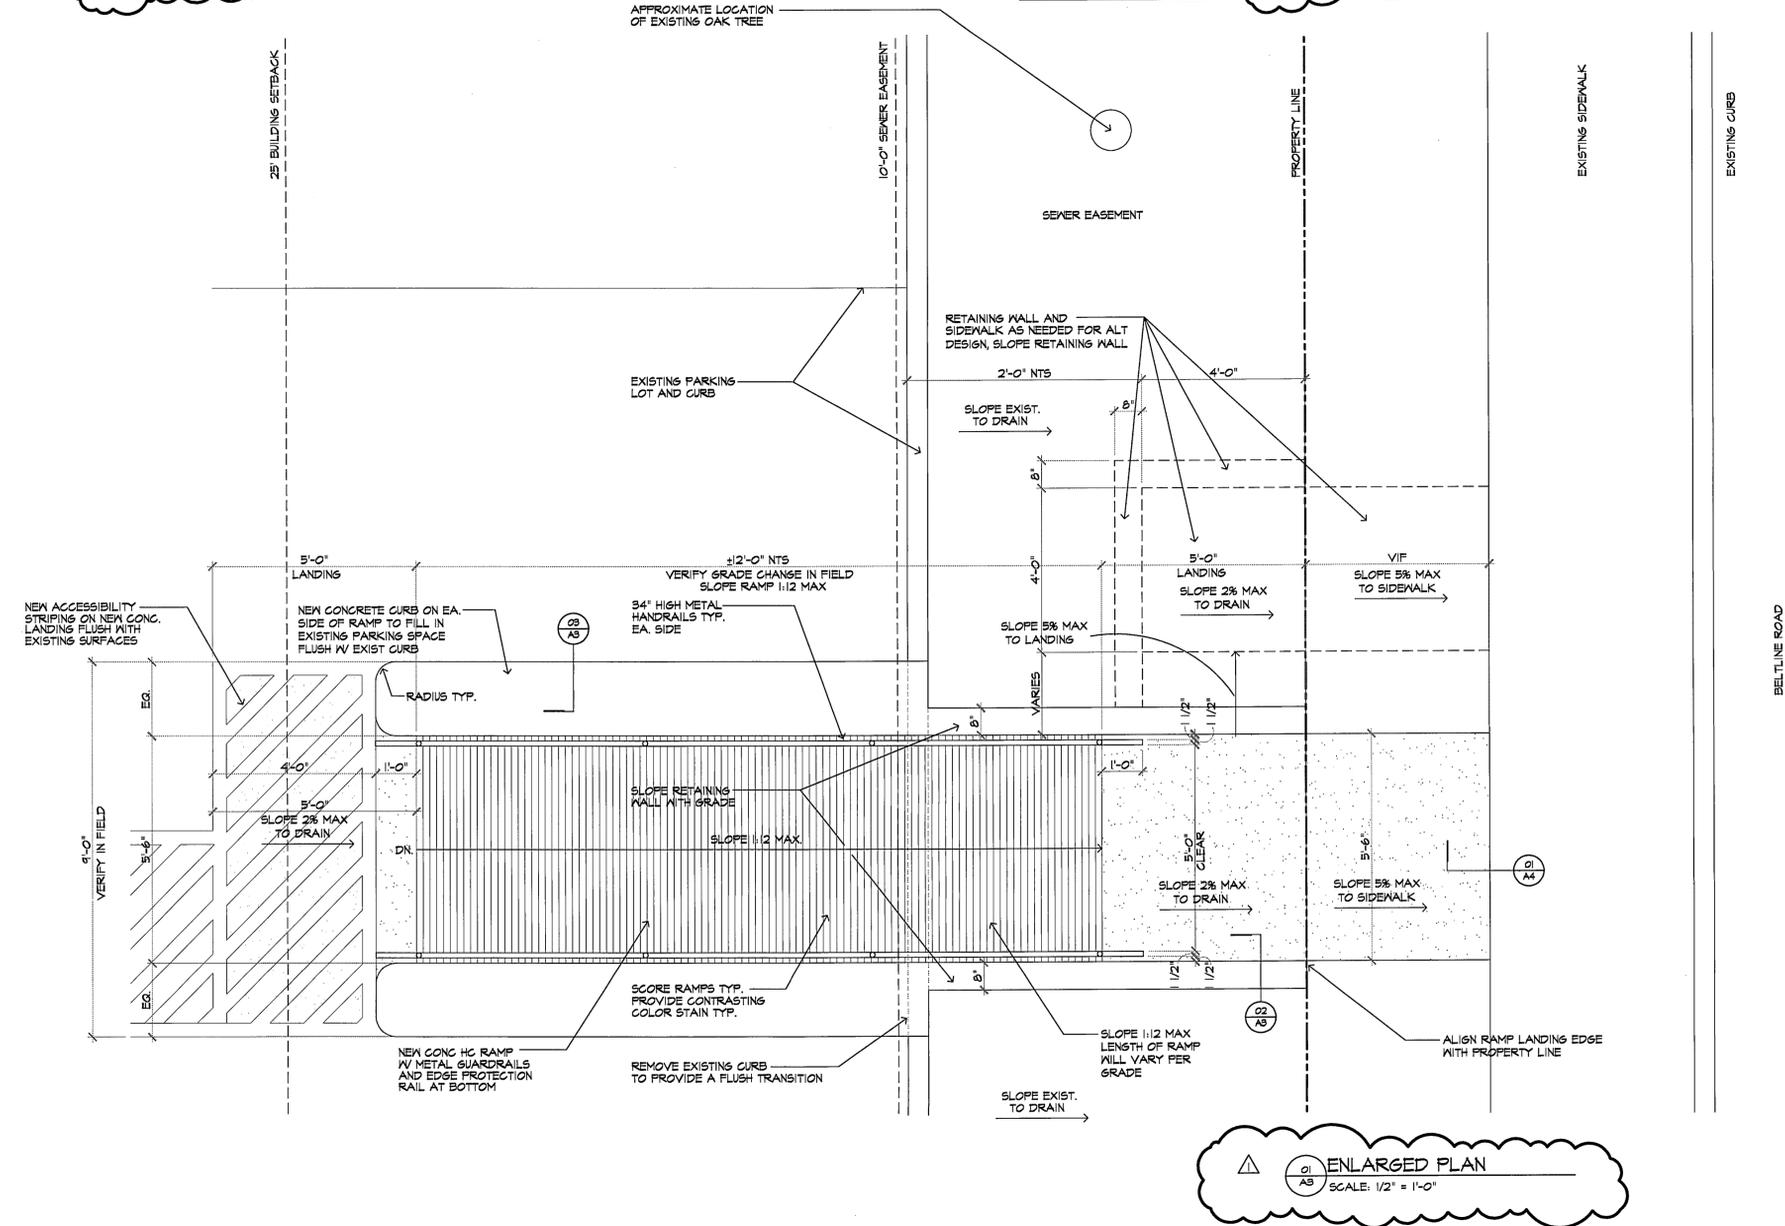 APPROXIMATE LOCATION
OF EXISTING OAK TREE
25' BUILDING SETBACK
10'-0" SEWER EASEMENT
PROPERTY LINE
EXISTING SIDEWALK
EXISTING CURB
SEWER EASEMENT
RETAINING WALL AND
SIDEWALK AS NEEDED FOR ALT
DESIGN, SLOPE RETAINING WALL
EXISTING PARKING
LOT AND CURB
2'-0" NTS
4'-0"
8"
SLOPE EXIST.
TO DRAIN
8"
4'-0"
VARIES
5'-0"
LANDING
±12'-0" NTS
VERIFY GRADE CHANGE IN FIELD
SLOPE RAMP 1:12 MAX
5'-0"
LANDING
SLOPE 2% MAX
TO DRAIN
VIF
SLOPE 5% MAX
TO SIDEWALK
NEW ACCESSIBILITY
STRIPING ON NEW CONC.
LANDING FLUSH WITH
EXISTING SURFACES
NEW CONCRETE CURB ON EA.
SIDE OF RAMP TO FILL IN
EXISTING PARKING SPACE
FLUSH W/ EXIST CURB
03
A3
34" HIGH METAL
HANDRAILS TYP.
EA. SIDE
SLOPE 5% MAX
TO LANDING
BELTLINE ROAD
RADIUS TYP.
EQ.
8"
1 1/2"
1 1/2"
4'-0"
1'-0"
1'-0"
5'-0"
SLOPE 2% MAX
TO DRAIN
SLOPE RETAINING
WALL WITH GRADE
SLOPE 1:12 MAX.
DN.
9'-0"
VERIFY IN FIELD
5'-6"
5'-0"
CLEAR
5'-6"
SLOPE 2% MAX
TO DRAIN
SLOPE 5% MAX
TO SIDEWALK
01
A4
EQ.
8"
1 1/2"
1 1/2"
SCORE RAMPS TYP.
PROVIDE CONTRASTING
COLOR STAIN TYP.
02
A3
NEW CONC HC RAMP
W/ METAL GUARDRAILS
AND EDGE PROTECTION
RAIL AT BOTTOM
REMOVE EXISTING CURB
TO PROVIDE A FLUSH TRANSITION
SLOPE 1:12 MAX
LENGTH OF RAMP
WILL VARY PER
GRADE
ALIGN RAMP LANDING EDGE
WITH PROPERTY LINE
SLOPE EXIST.
TO DRAIN
1
01
A3
ENLARGED PLAN
SCALE: 1/2" = 1'-0"